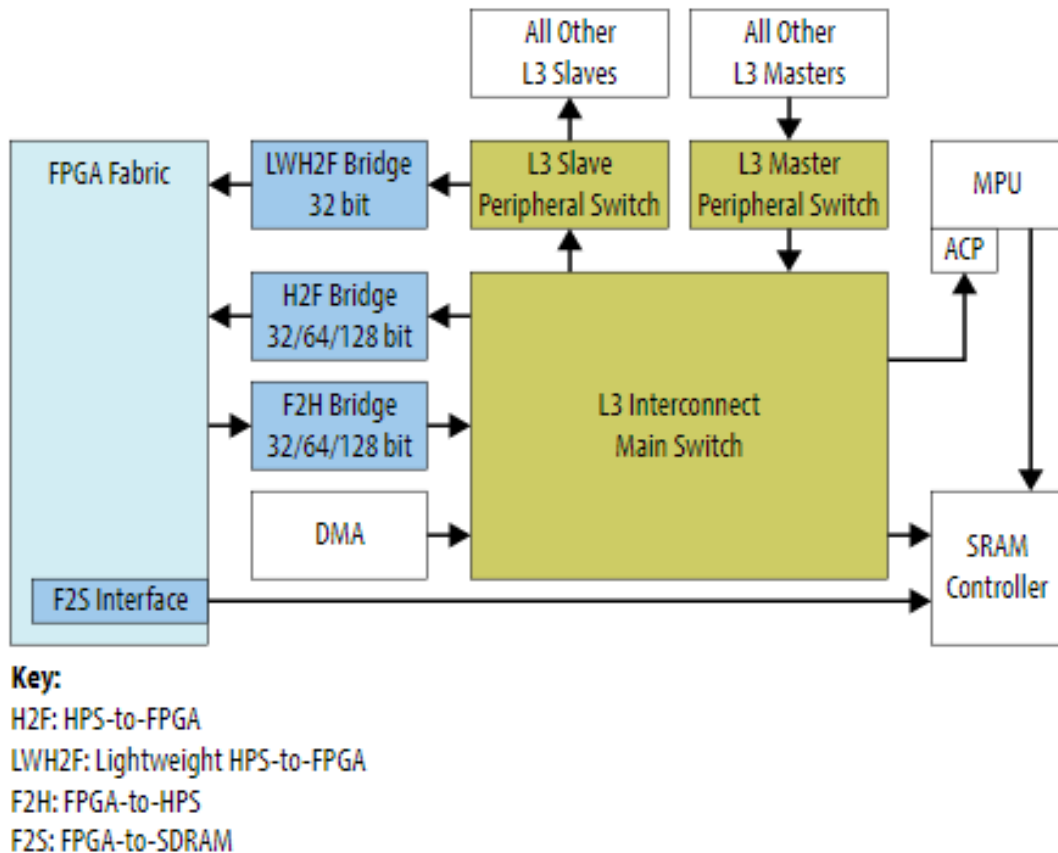 All Other
L3 Slaves
All Other
L3 Masters
FPGA Fabric
LWH2F Bridge
32 bit
L3 Slave
Peripheral Switch
L3 Master
Peripheral Switch
MPU
ACP
H2F Bridge
32/64/128 bit
F2H Bridge
32/64/128 bit
L3 Interconnect
Main Switch
DMA
SRAM
Controller
F2S Interface
Key:
H2F: HPS-to-FPGA
LWH2F: Lightweight HPS-to-FPGA
F2H: FPGA-to-HPS
F2S: FPGA-to-SDRAM